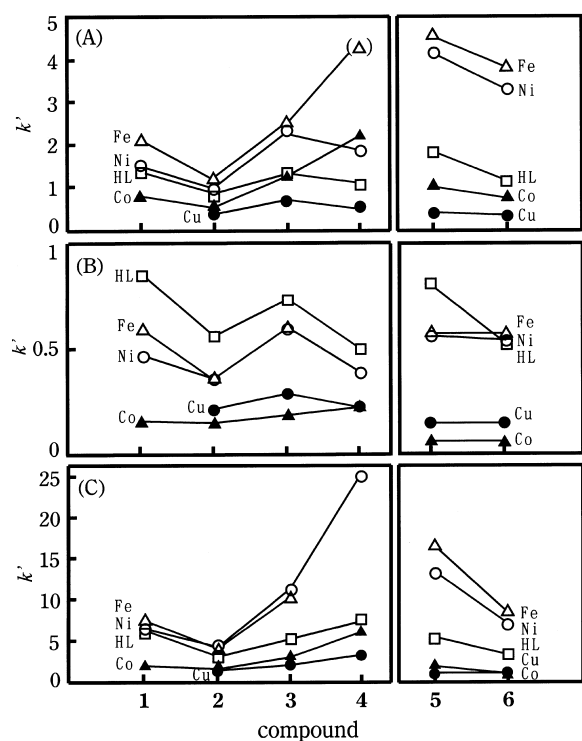 (A)
5
4
3
2
1
0
k'
(△)
Fe
Ni
HL
Co
Cu
Fe
Ni
HL
Co
Cu
(B)
1
0.5
0
k'
HL
Fe
Ni
Cu
Co
Fe
Ni
HL
Cu
Co
(C)
25
20
15
10
5
0
k'
Fe
Ni
HL
Co
Cu
Fe
Ni
HL
Cu
Co
1 2 3 4 5 6
compound